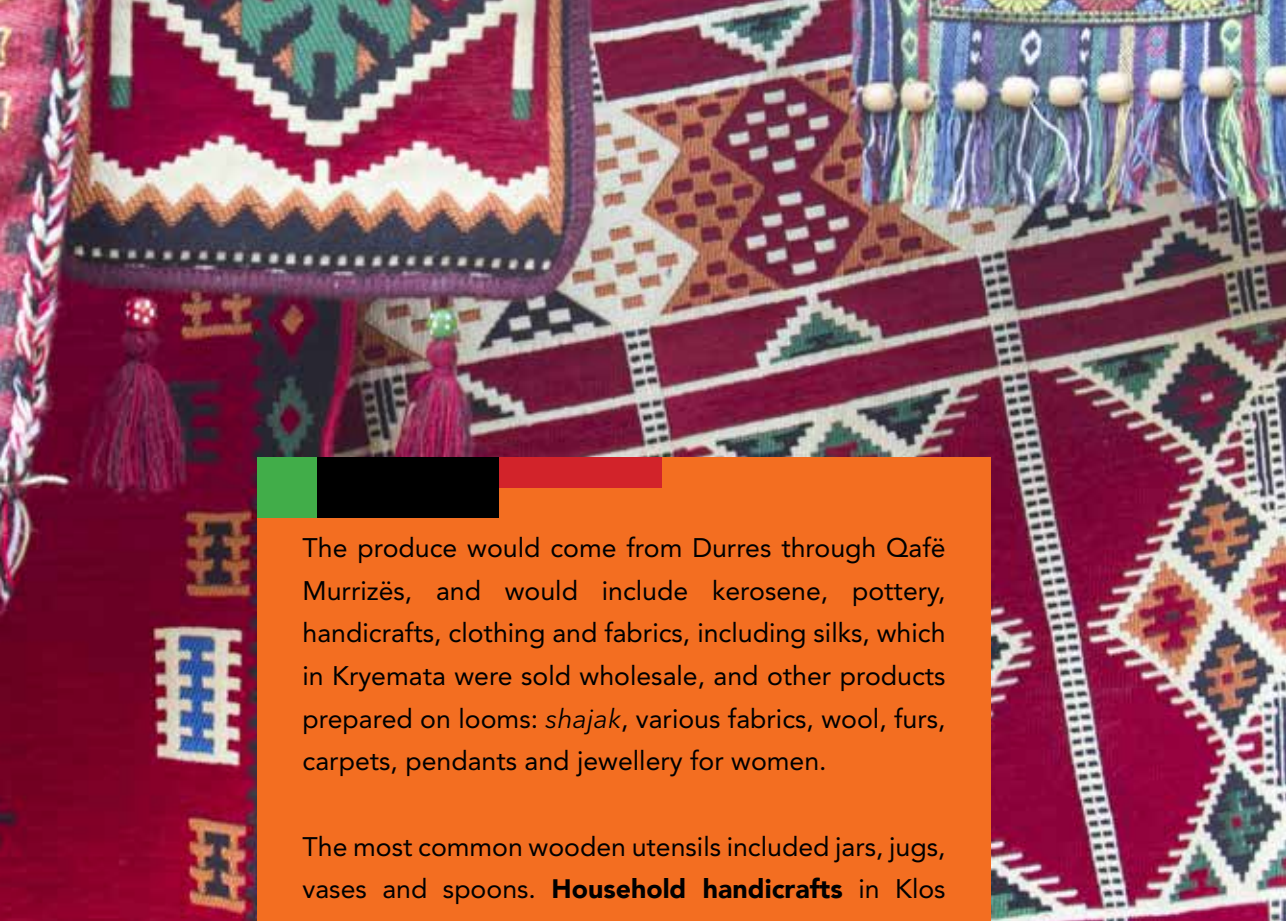 The produce would come from Durres through Qafë
Murrizës, and would include kerosene, pottery,
handicrafts, clothing and fabrics, including silks, which
in Kryemata were sold wholesale, and other products
prepared on looms: shajak, various fabrics, wool, furs,
carpets, pendants and jewellery for women.
The most common wooden utensils included jars, jugs,
vases and spoons. Household handicrafts in Klos